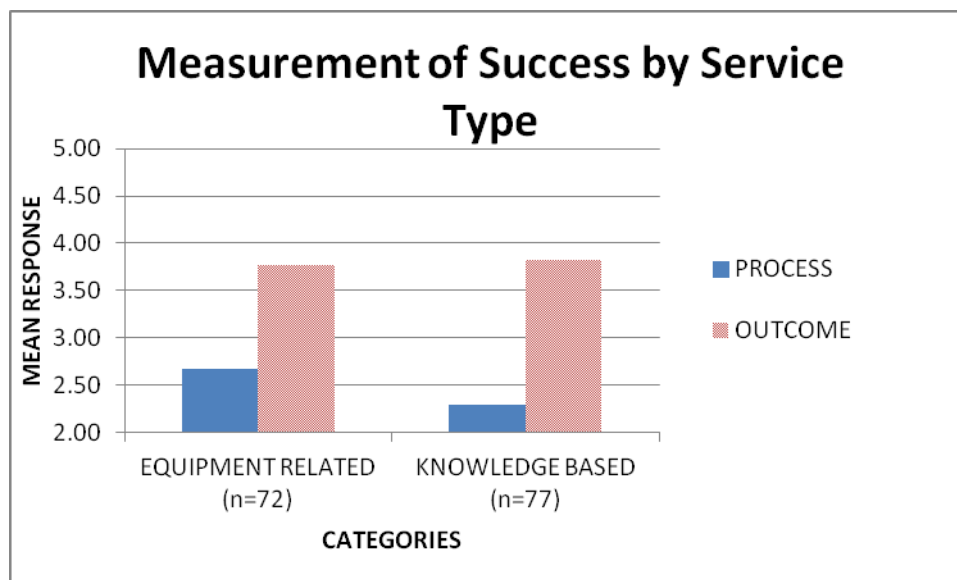 Measurement of Success by Service
Type
5.00
4.50
4.00
3.50
3.00
2.50
2.00
MEAN RESPONSE
EQUIPMENT RELATED
(n=72)
KNOWLEDGE BASED
(n=77)
CATEGORIES
PROCESS
OUTCOME